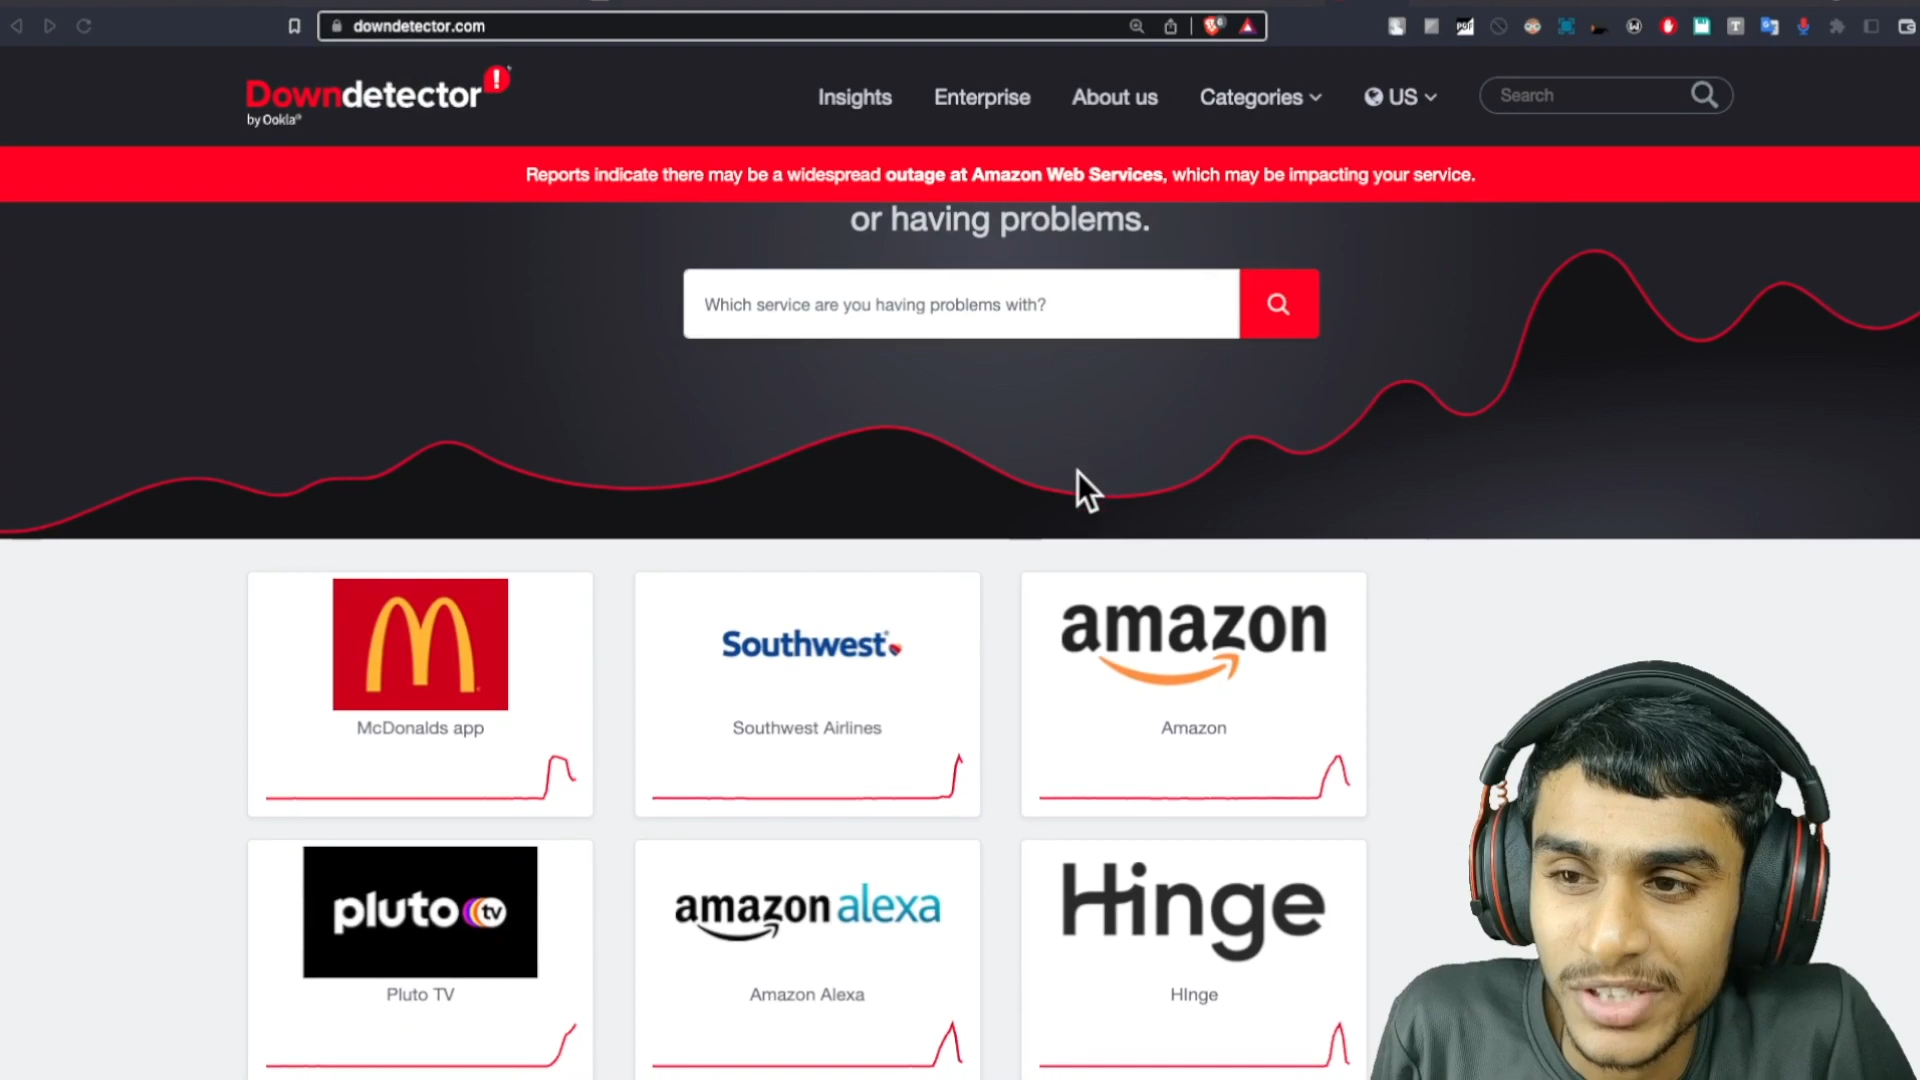 downdetector.com
Downdetector!
by Ookla®
Insights
Enterprise
About us
Categories
US
Search
Reports indicate there may be a widespread outage at Amazon Web Services, which may be impacting your service.
or having problems.
Which service are you having problems with?
Southwest
amazon
McDonalds app
Southwest Airlines
Amazon
pluto tv
amazon alexa
Hinge
Pluto TV
Amazon Alexa
HInge